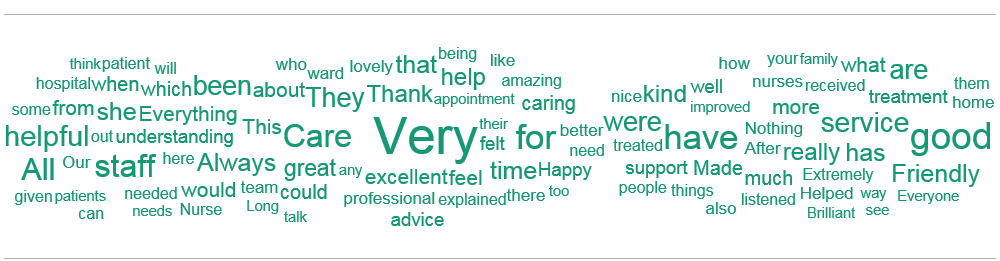 being
who lovely that like your family
think patient will ward help how what are
hospital when which been about They Thank amazing nice kind well nurses received them
some from she Everything appointment caring improved more treatment home
helpful out understanding This Care Very their for better were have Nothing service good
felt need treated After really has
All Our staff here Always great any excellent feel time Happy support Made much Extremely Friendly
given patients needed would team could professional explained there too people things listened Helped way Everyone
can needs Nurse Long talk advice also Brilliant see